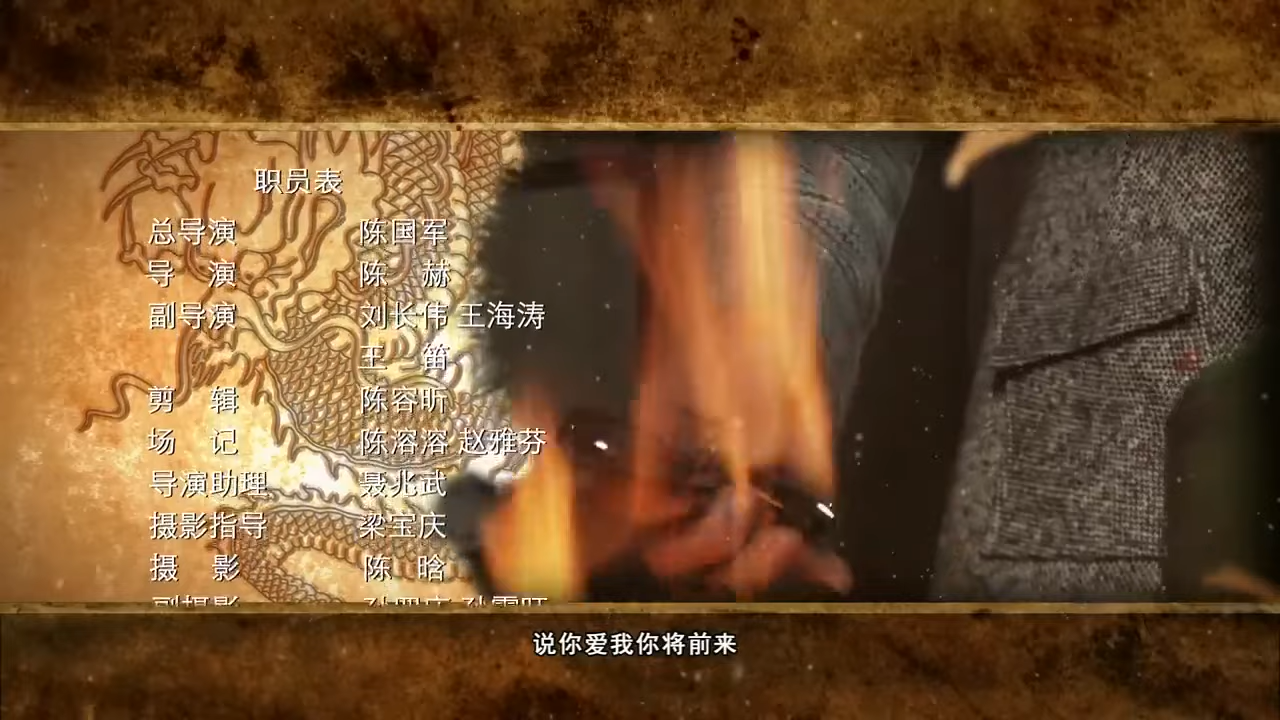 职员表
总导演 陈国军
导 演 陈 赫
副导演 刘长伟 王海涛
王 笛
剪 辑 陈容昕
场 记 陈溶溶 赵雅芬
导演助理 聂兆武
摄影指导 梁宝庆
摄 影 陈 晗
说你爱我你将前来